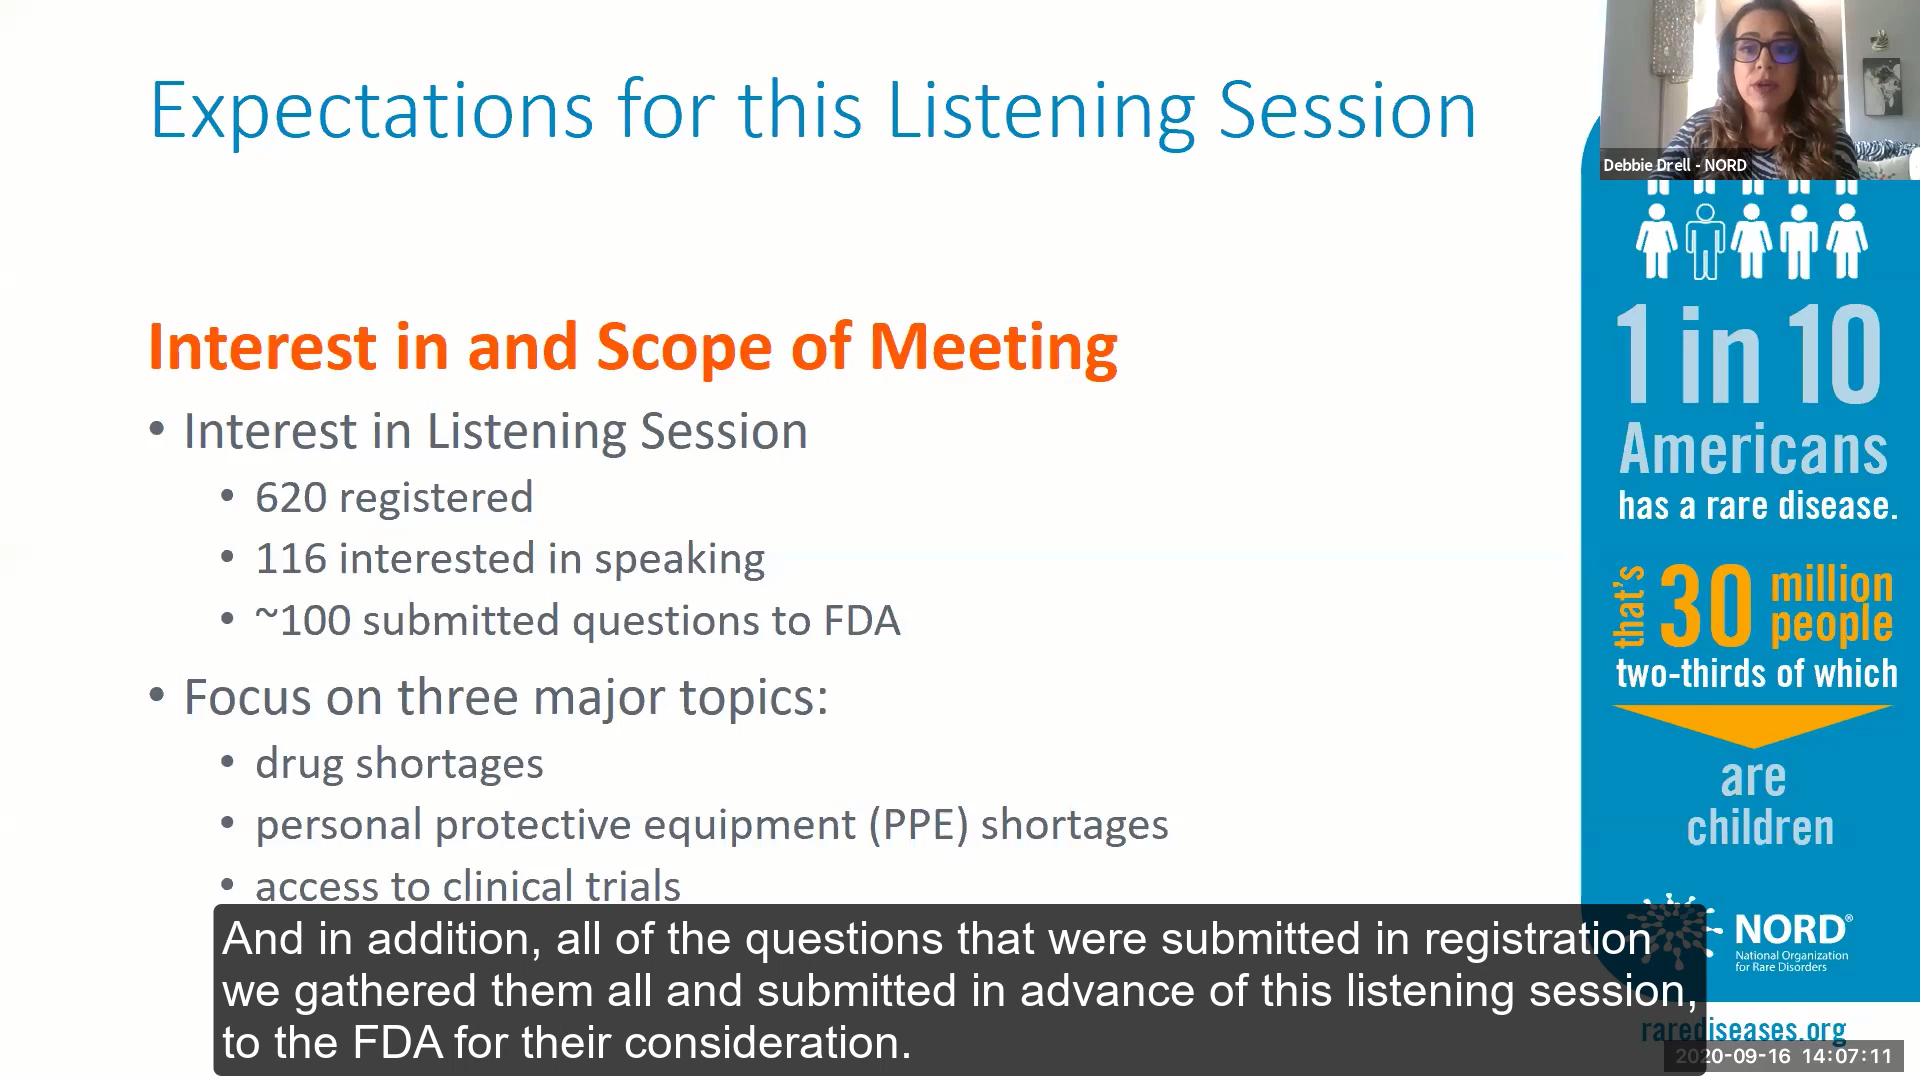 Expectations for this Listening Session
Debbie Drell - NORD
Interest in and Scope of Meeting
• Interest in Listening Session
• 620 registered
• 116 interested in speaking
• ~100 submitted questions to FDA
• Focus on three major topics:
• drug shortages
• personal protective equipment (PPE) shortages
• access to clinical trials
1 in 10
Americans
has a rare disease.
that's 30 million people
two-thirds of which
are
children
NORD®
National Organization
for Rare Disorders
rarediseases.org
And in addition, all of the questions that were submitted in registration
we gathered them all and submitted in advance of this listening session,
to the FDA for their consideration.
2020-09-16 14:07:11